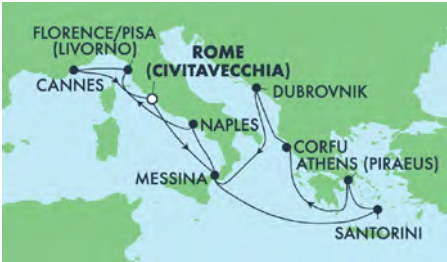 FLORENCE/PISA
(LIVORNO)
ROME
(CIVITAVECCHIA)
CANNES
DUBROVNIK
NAPLES
CORFU
ATHENS (PIRAEUS)
MESSINA
SANTORINI